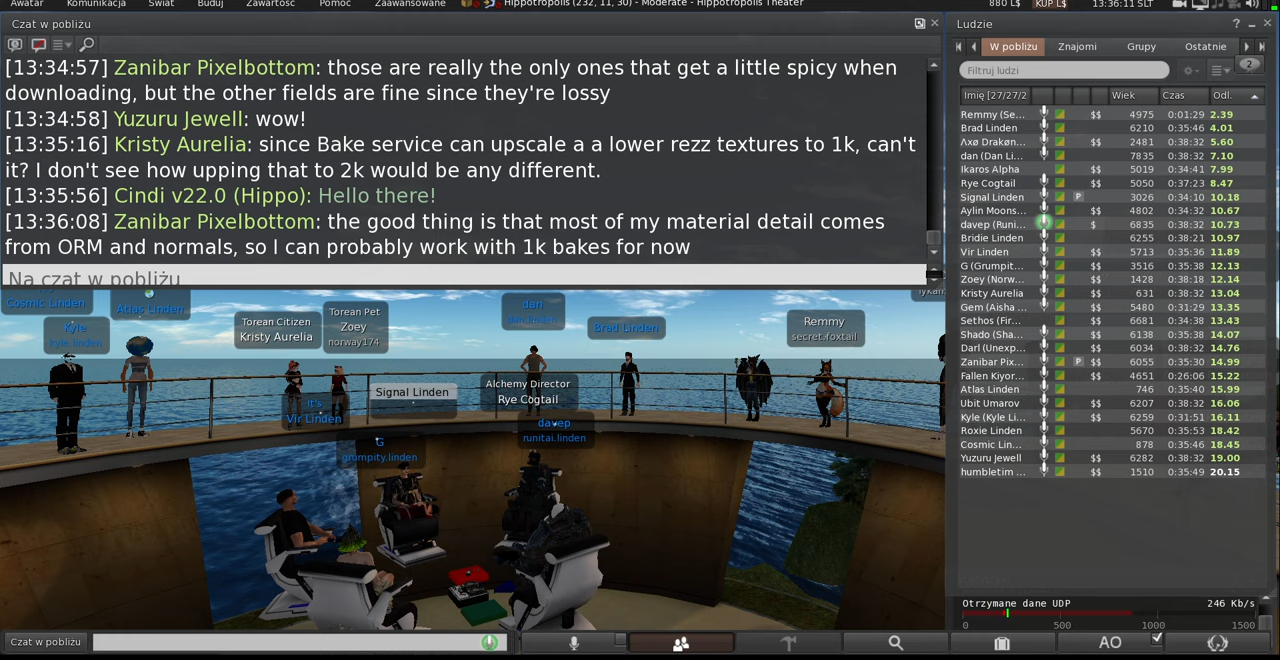 Awatar Komunikacja Świat Buduj Zawartość Pomoc Zaawansowane Hippotropolis (232, 11, 30) - Moderate - Hippotropolis Theater 880 L$ KUP L$ 13:36:11 SLT
Czat w pobliżu
[13:34:57] Zanibar Pixelbottom: those are really the only ones that get a little spicy when
downloading, but the other fields are fine since they're lossy
[13:34:58] Yuzuru Jewell: wow!
[13:35:16] Kristy Aurelia: since Bake service can upscale a a lower rezz textures to 1k, can't
it? I don't see how upping that to 2k would be any different.
[13:35:56] Cindi v22.0 (Hippo): Hello there!
[13:36:08] Zanibar Pixelbottom: the good thing is that most of my material detail comes
from ORM and normals, so I can probably work with 1k bakes for now
Na czat w pobliżu
Cosmic Linden
Atlas Linden
Kyle
kyle.linden
Torean Citizen
Kristy Aurelia
Torean Pet
Zoey
norway174
dan
dan.linden
Brad Linden
Remmy
secret.foxtail
It's
Vir Linden
Signal Linden
Alchemy Director
Rye Cogtail
davep
runitai.linden
G
grumpity.linden
Czat w pobliżu
AO
Ludzie
W pobliżu Znajomi Grupy Ostatnie
Filtruj ludzi 2
Imię [27/27/2 Wiek Czas Odl.
Remmy (Se... $$ 4975 0:01:29 2.39
Brad Linden 6210 0:35:46 4.01
Λxø Drakøn... $$ 2481 0:38:32 5.60
dan (Dan Li... 7835 0:38:32 7.10
Ikaros Alpha $$ 5019 0:34:41 7.99
Rye Cogtail $$ 5050 0:37:23 8.47
Signal Linden P 3026 0:34:10 10.18
Aylin Moons... $$ 4802 0:34:32 10.67
davep (Runi... $ 6835 0:38:32 10.73
Bridie Linden 6255 0:38:21 10.97
Vir Linden $$ 5713 0:35:36 11.89
G (Grumpit... $$ 3516 0:35:38 12.13
Zoey (Norw... $$ 1428 0:38:18 12.14
Kristy Aurelia $$ 631 0:38:32 13.04
Gem (Aisha ... $$ 5480 0:31:29 13.35
Sethos (Fir... $$ 6681 0:34:38 13.43
Shado (Sha... $$ 6138 0:35:38 14.07
Darl (Unexp... $$ 6034 0:38:32 14.76
Zanibar Pix... P $$ 6055 0:35:30 14.99
Fallen Kiyor... $$ 4651 0:26:06 15.22
Atlas Linden 746 0:35:40 15.99
Ubit Umarov $$ 6207 0:38:32 16.06
Kyle (Kyle Li... $$ 6259 0:31:51 16.11
Roxie Linden 5670 0:35:53 18.42
Cosmic Lin... 878 0:35:46 18.45
Yuzuru Jewell $$ 6282 0:38:32 19.00
humbletim ... $$ 1510 0:35:49 20.15
Otrzymane dane UDP 246 Kb/s
0 500 1000 1500